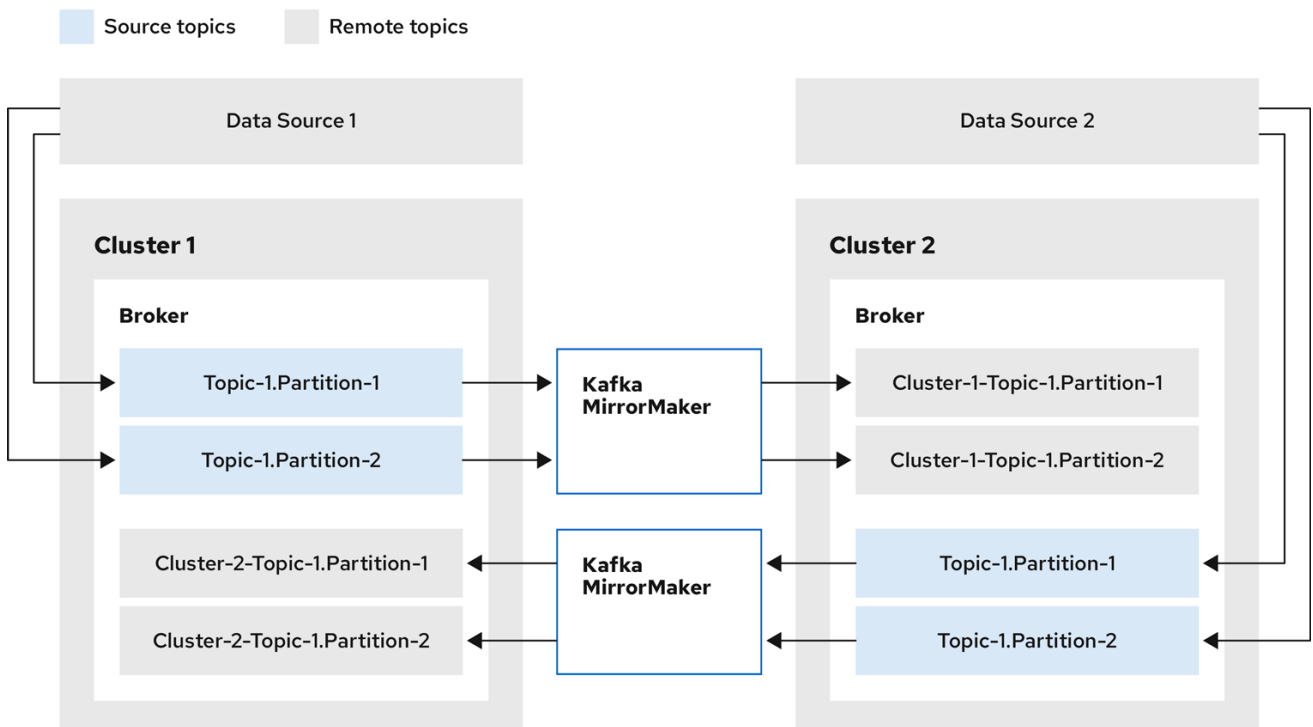 Source topics
Remote topics
Data Source 1
Data Source 2
Cluster 1
Broker
Topic-1.Partition-1
Topic-1.Partition-2
Cluster-2-Topic-1.Partition-1
Cluster-2-Topic-1.Partition-2
Kafka
MirrorMaker
Kafka
MirrorMaker
Cluster 2
Broker
Cluster-1-Topic-1.Partition-1
Cluster-1-Topic-1.Partition-2
Topic-1.Partition-1
Topic-1.Partition-2